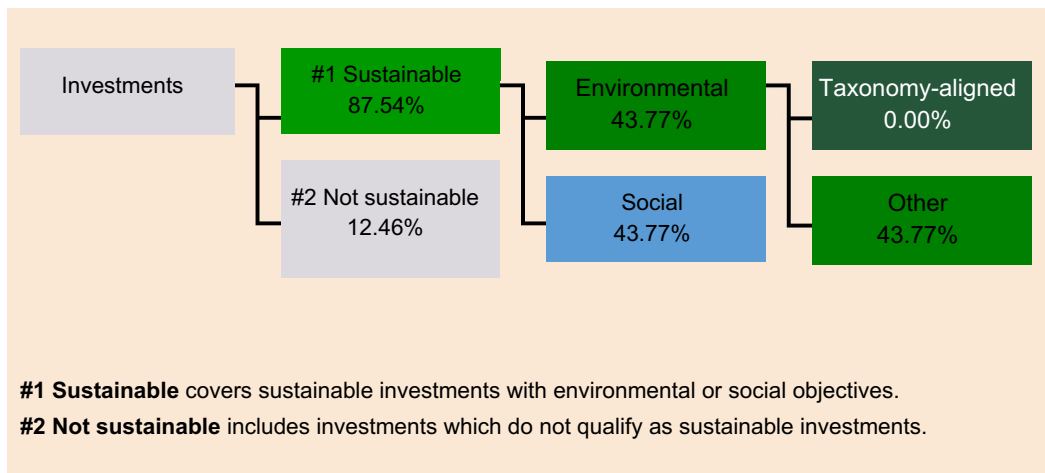 Investments
#1 Sustainable
87.54%
#2 Not sustainable
12.46%
Environmental
43.77%
Social
43.77%
Taxonomy-aligned
0.00%
Other
43.77%
#1 Sustainable covers sustainable investments with environmental or social objectives.
#2 Not sustainable includes investments which do not qualify as sustainable investments.